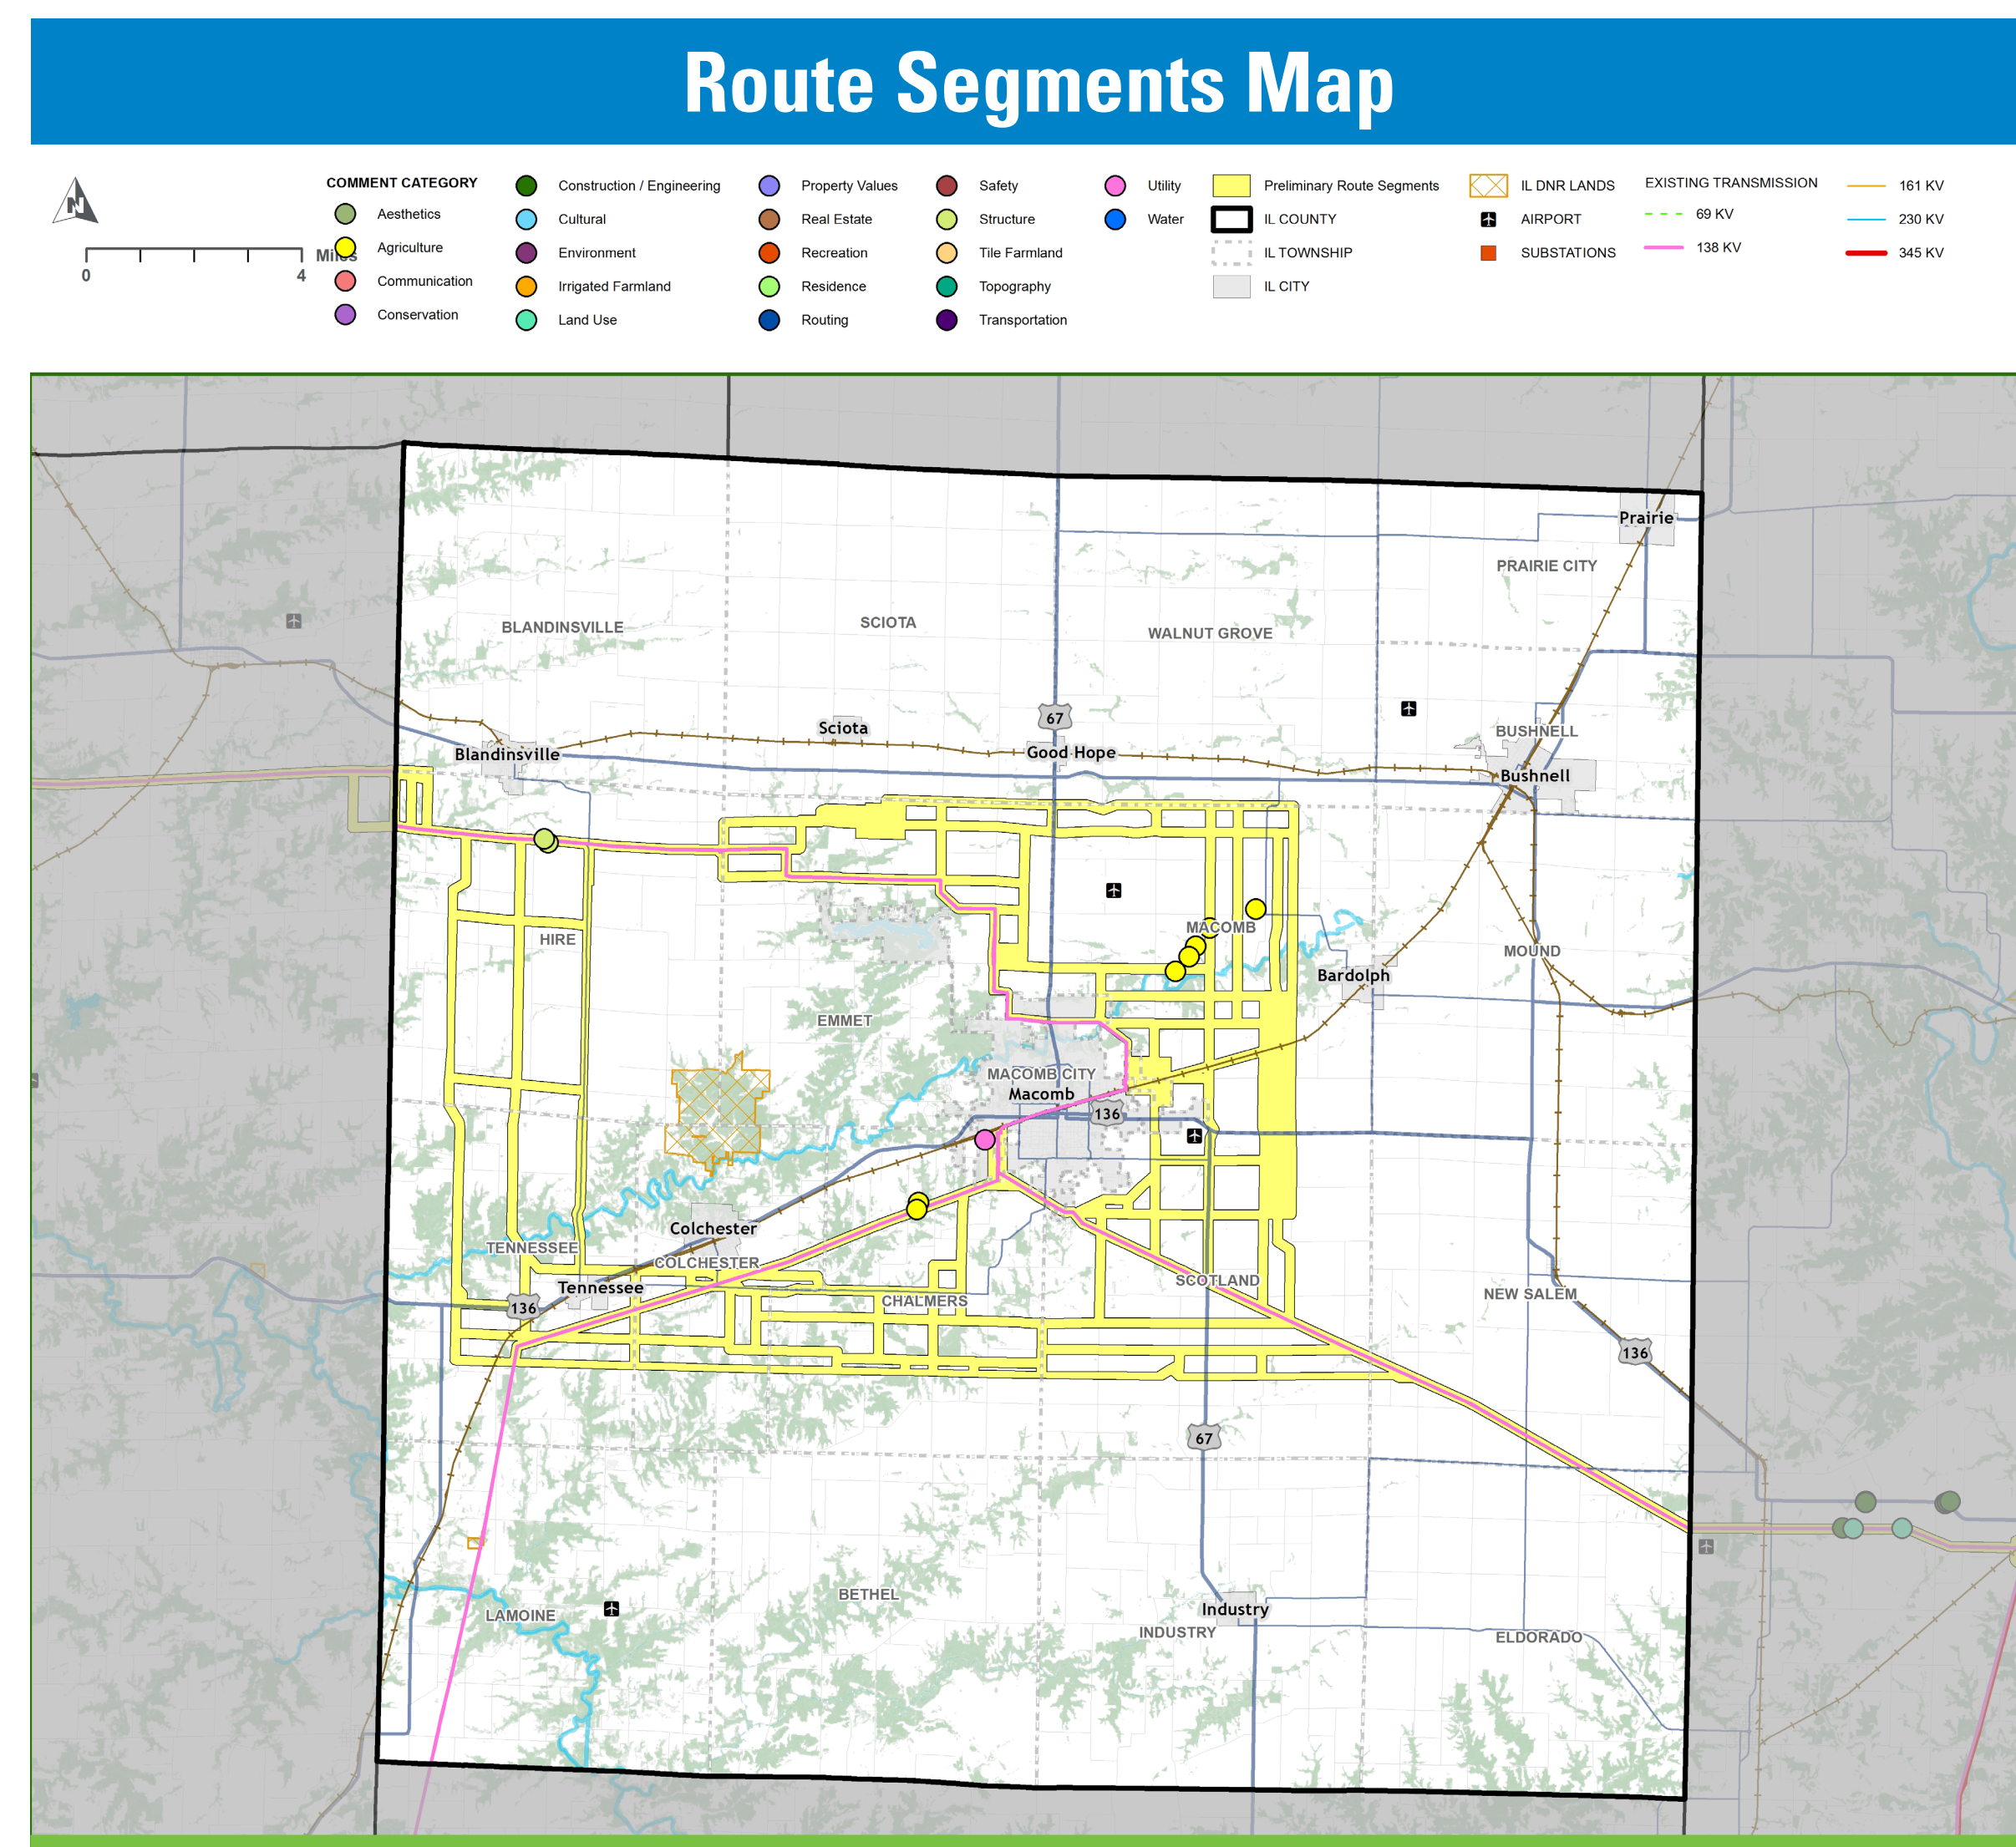 Route Segments Map
N
0
4
Miles
COMMENT CATEGORY
Aesthetics
Agriculture
Communication
Conservation
Construction / Engineering
Cultural
Environment
Irrigated Farmland
Land Use
Property Values
Real Estate
Recreation
Residence
Routing
Safety
Structure
Tile Farmland
Topography
Transportation
Utility
Water
Preliminary Route Segments
IL COUNTY
IL TOWNSHIP
IL CITY
IL DNR LANDS
AIRPORT
SUBSTATIONS
EXISTING TRANSMISSION
69 KV
138 KV
161 KV
230 KV
345 KV
Prairie
PRAIRIE CITY
BLANDINSVILLE
SCIOTA
WALNUT GROVE
67
Sciota
BUSHNELL
Blandinsville
Good Hope
Bushnell
MACOMB
HIRE
MOUND
Bardolph
EMMET
MACOMB CITY
Macomb
136
Colchester
TENNESSEE
COLCHESTER
Tennessee
SCOTLAND
CHALMERS
NEW SALEM
136
136
67
BETHEL
Industry
LAMOINE
INDUSTRY
ELDORADO